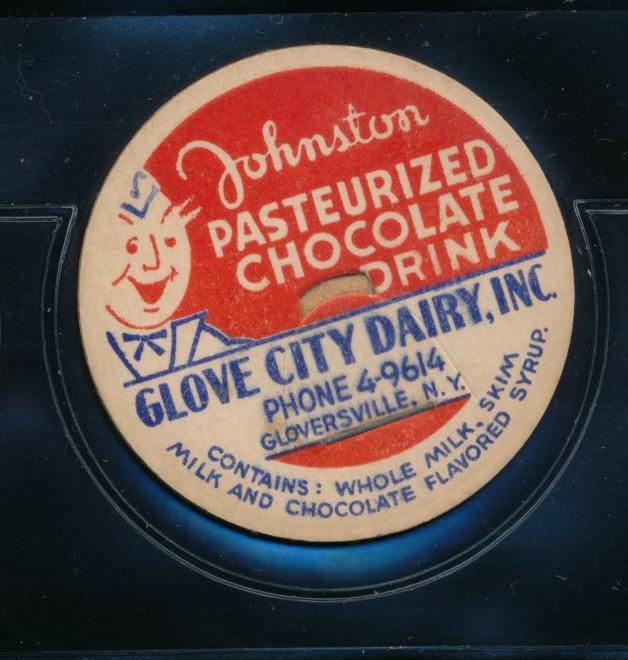 Johnston
PASTEURIZED
CHOCOLATE
DRINK
GLOVE CITY DAIRY, INC.
PHONE 4-9614
GLOVERSVILLE, N.Y.
CONTAINS: WHOLE MILK, SKIM
MILK AND CHOCOLATE FLAVORED SYRUP.